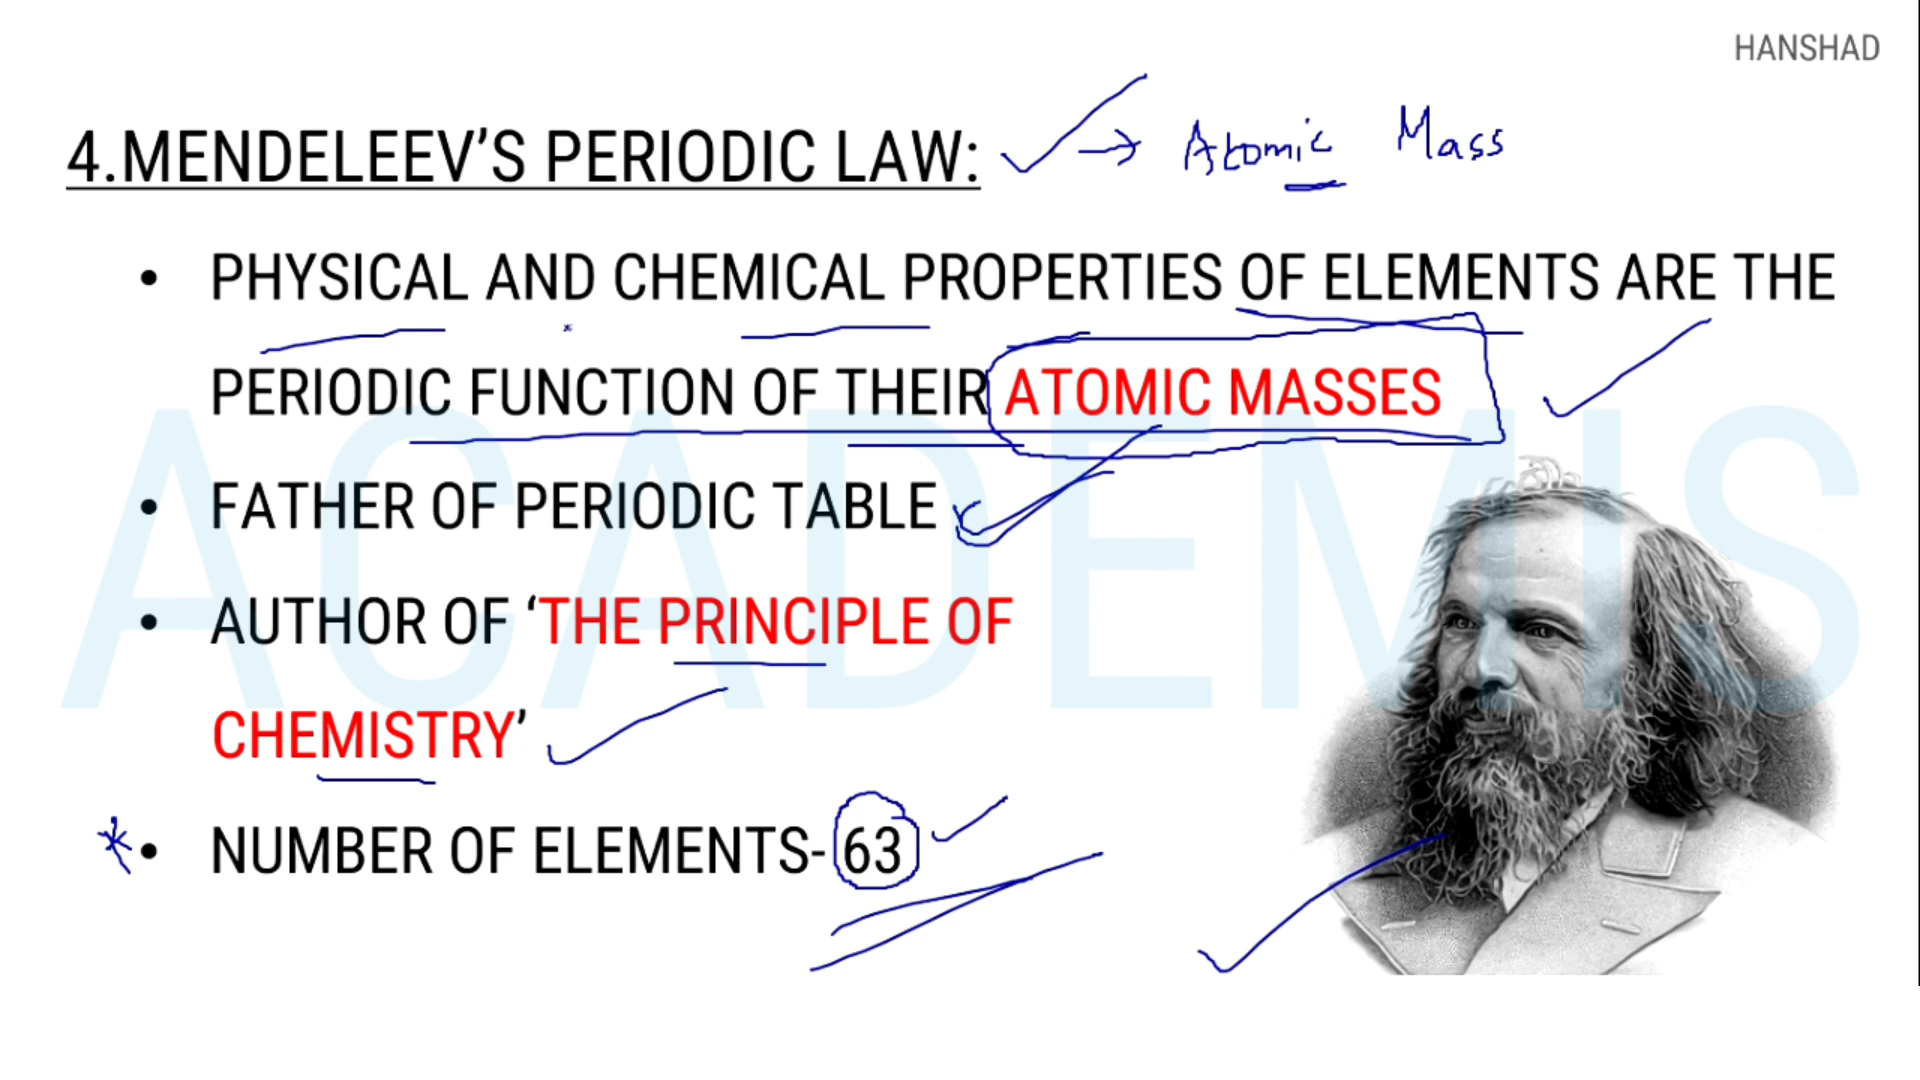 HANSHAD
4.MENDELEEV’S PERIODIC LAW: → Atomic Mass
• PHYSICAL AND CHEMICAL PROPERTIES OF ELEMENTS ARE THE
PERIODIC FUNCTION OF THEIR ATOMIC MASSES
• FATHER OF PERIODIC TABLE
• AUTHOR OF ‘THE PRINCIPLE OF
CHEMISTRY’
• NUMBER OF ELEMENTS- 63
ACADEMIS